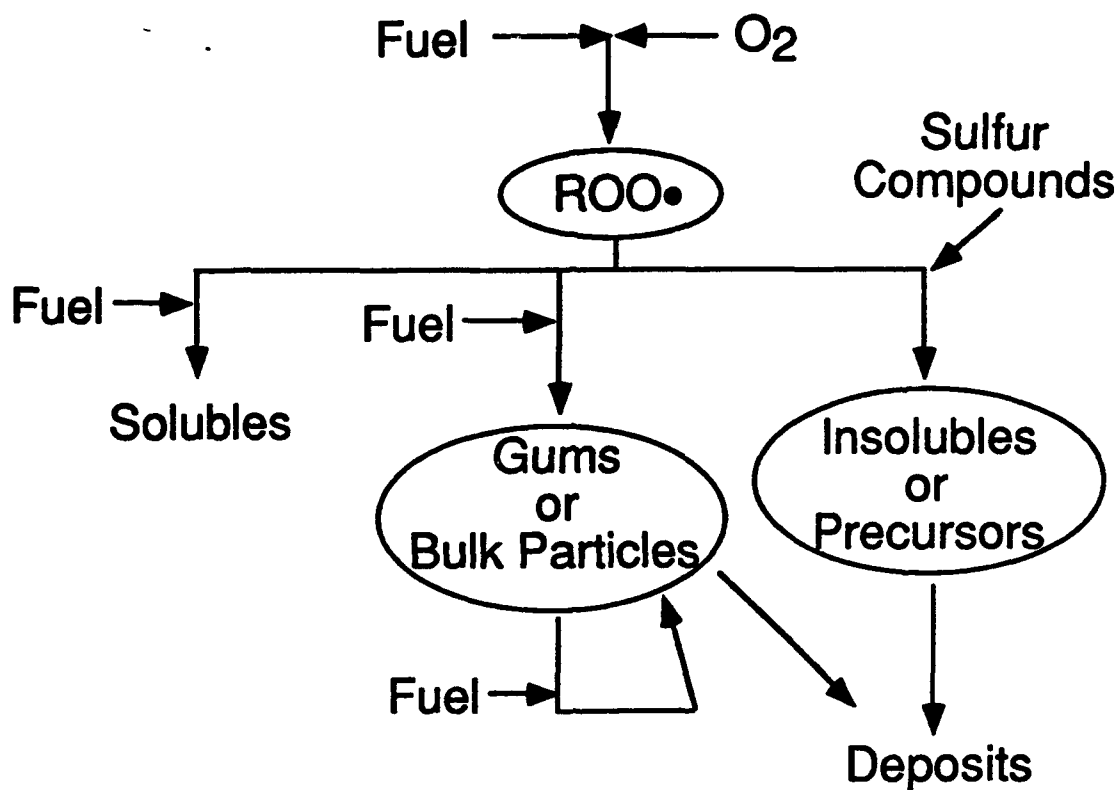 Fuel
O2
Sulfur
Compounds
ROO•
Fuel
Fuel
Solubles
Gums
or
Bulk Particles
Insolubles
or
Precursors
Fuel
Deposits